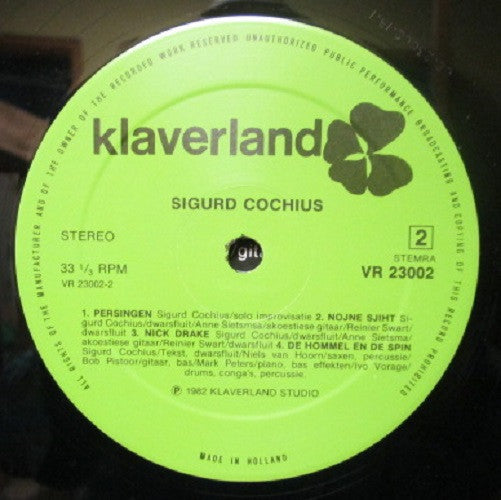 ALL RIGHTS OF THE MANUFACTURER AND OF THE OWNER OF THE RECORDED WORK RESERVED UNAUTHORIZED PUBLIC PERFORMANCE BROADCASTING AND COPYING OF THIS RECORD PROHIBITED
klaverland
SIGURD COCHIUS
STEREO
2
STEMRA
33 1/3 RPM
VR 23002
VR 23002-2
/git.
1. PERSINGEN Sigurd Cochius/solo improvisatie 2. NOJNE SJIHT Si-
gurd Cochius/dwarsfluit/Anne Sietsma/akoestiese gitaar/Reinier Swart/
dwarsfluit 3. NICK DRAKE Sigurd Cochius/dwarsfluit/Anne Sietsma/
akoestiese gitaar/Reinier Swart/dwarsfluit 4. DE HOMMEL EN DE SPIN
Sigurd Cochius/Tekst, dwarsfluit/Niels van Hoorn/saxen, percussie/
Bob Pistoor/gitaar, bas/Mark Peters/piano, bas effekten/Ivo Vorage/
drums, conga's, percussie.
℗ 1982 KLAVERLAND STUDIO
MADE IN HOLLAND